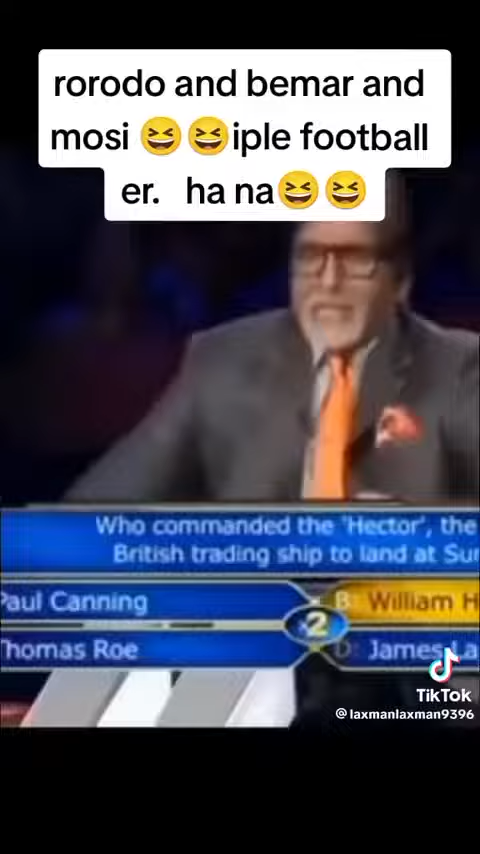 rorodo and bemar and
mosi 😆😆iple football
er. ha na😆😆
Who commanded the 'Hector', the
British trading ship to land at Sur
Paul Canning
B: William H
x2
Thomas Roe
D: James La
TikTok
@laxmanlaxman9396